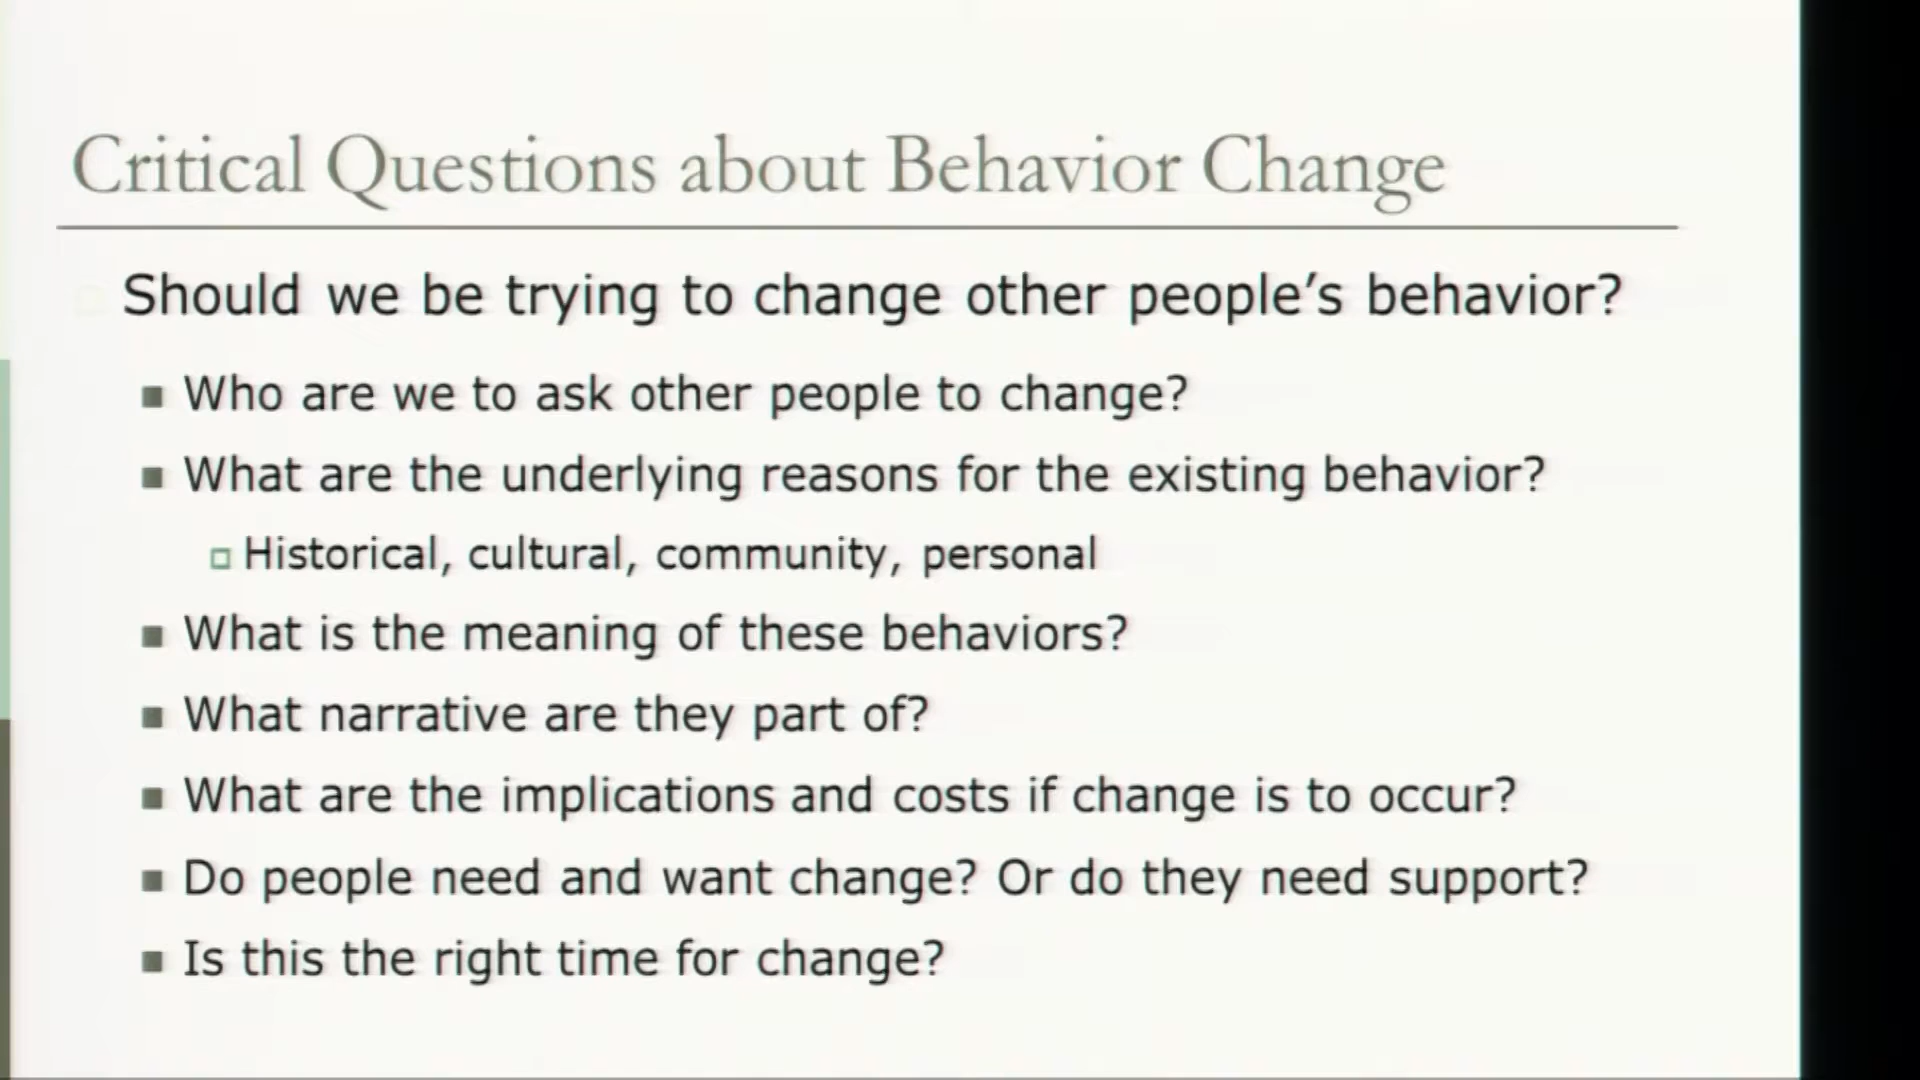 Critical Questions about Behavior Change
Should we be trying to change other people's behavior?
Who are we to ask other people to change?
What are the underlying reasons for the existing behavior?
Historical, cultural, community, personal
What is the meaning of these behaviors?
What narrative are they part of?
What are the implications and costs if change is to occur?
Do people need and want change? Or do they need support?
Is this the right time for change?